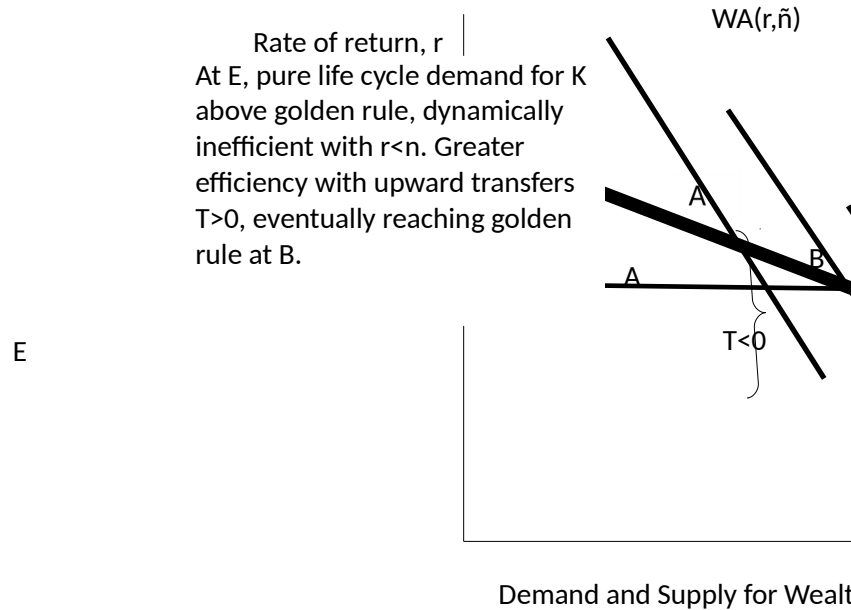 WA(r,ñ)
Rate of return, r
At E, pure life cycle demand for K
above golden rule, dynamically
inefficient with r<n. Greater
efficiency with upward transfers
T>0, eventually reaching golden
rule at B.
A
B
A
T<0
E
Demand and Supply for Wealt